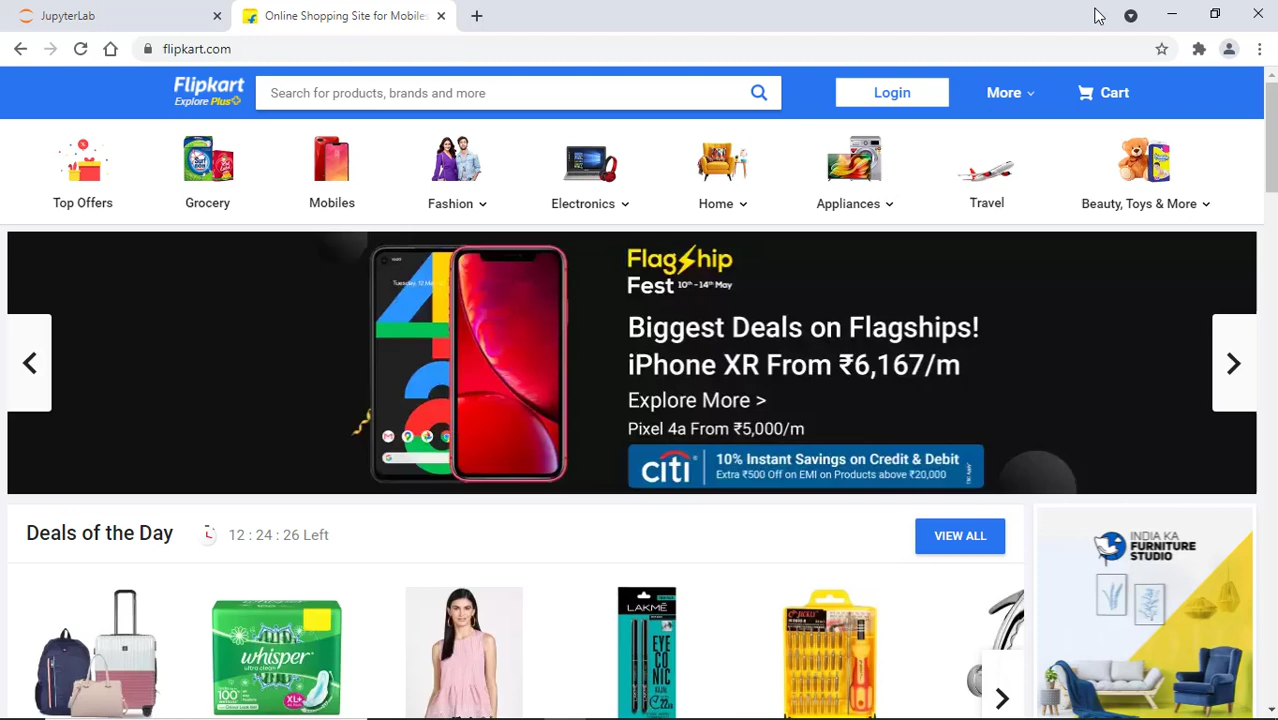 JupyterLab
Online Shopping Site for Mobiles
flipkart.com
Flipkart
Explore Plus
Search for products, brands and more
Login
More
Cart
Top Offers
Grocery
Mobiles
Fashion
Electronics
Home
Appliances
Travel
Beauty, Toys & More
Flagship
Fest 10th-14th May
Biggest Deals on Flagships!
iPhone XR From ₹6,167/m
Explore More >
Pixel 4a From ₹5,000/m
citi
10% Instant Savings on Credit & Debit
Extra ₹500 Off on EMI on Products above ₹20,000
Deals of the Day
12 : 24 : 26 Left
VIEW ALL
INDIA KA
FURNITURE
STUDIO
whisper
ultra clean
100
XL+
LAKMÉ
EYE
CO
NIC
KAJAL